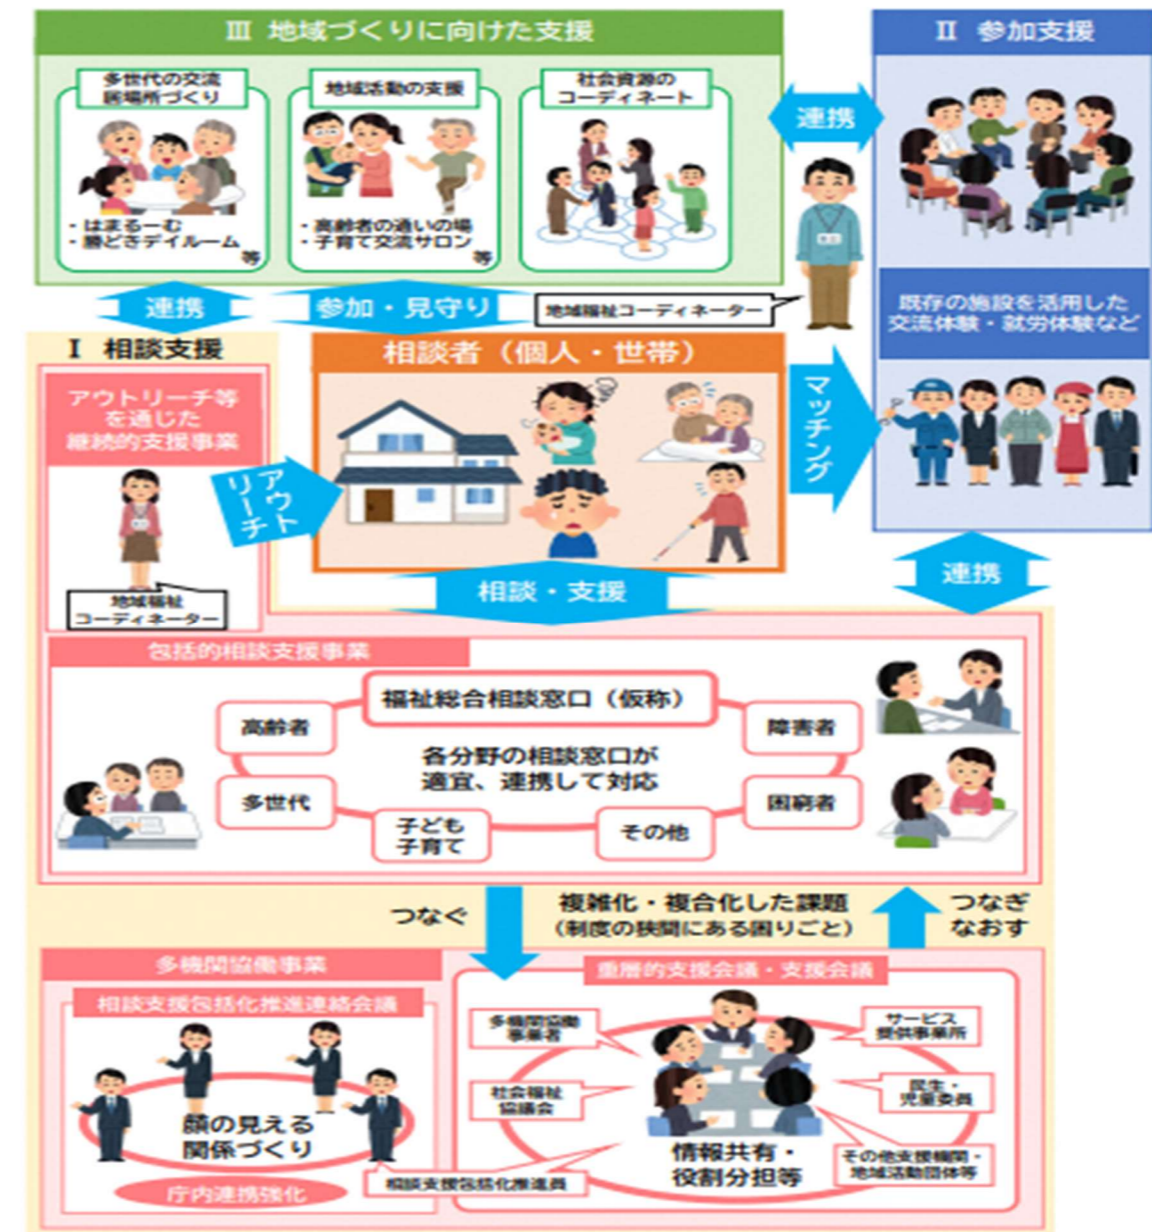 Ⅲ 地域づくりに向けた支援
多世代の交流
居場所づくり
・はまるーむ
・勝どきデイルーム
等
地域活動の支援
・高齢者の通いの場
・子育て交流サロン
等
社会資源の
コーディネート
連携
Ⅱ 参加支援
既存の施設を活用した
交流体験・就労体験など
連携
参加・見守り
地域福祉コーディネーター
Ⅰ 相談支援
アウトリーチ等
を通じた
継続的支援事業
地域福祉
コーディネーター
アウト
リーチ
相談者（個人・世帯）
マッチング
相談・支援
連携
包括的相談支援事業
福祉総合相談窓口（仮称）
高齢者
障害者
各分野の相談窓口が
適宜、連携して対応
多世代
困窮者
子ども
子育て
その他
つなぐ
複雑化・複合化した課題
（制度の狭間にある困りごと）
つなぎ
なおす
多機関協働事業
相談支援包括化推進連絡会議
顔の見える
関係づくり
庁内連携強化
重層的支援会議・支援会議
多機関協働
事業者
サービス
提供事業所
社会福祉
協議会
民生・
児童委員
情報共有・
役割分担等
その他支援機関・
地域活動団体等
相談支援包括化推進員